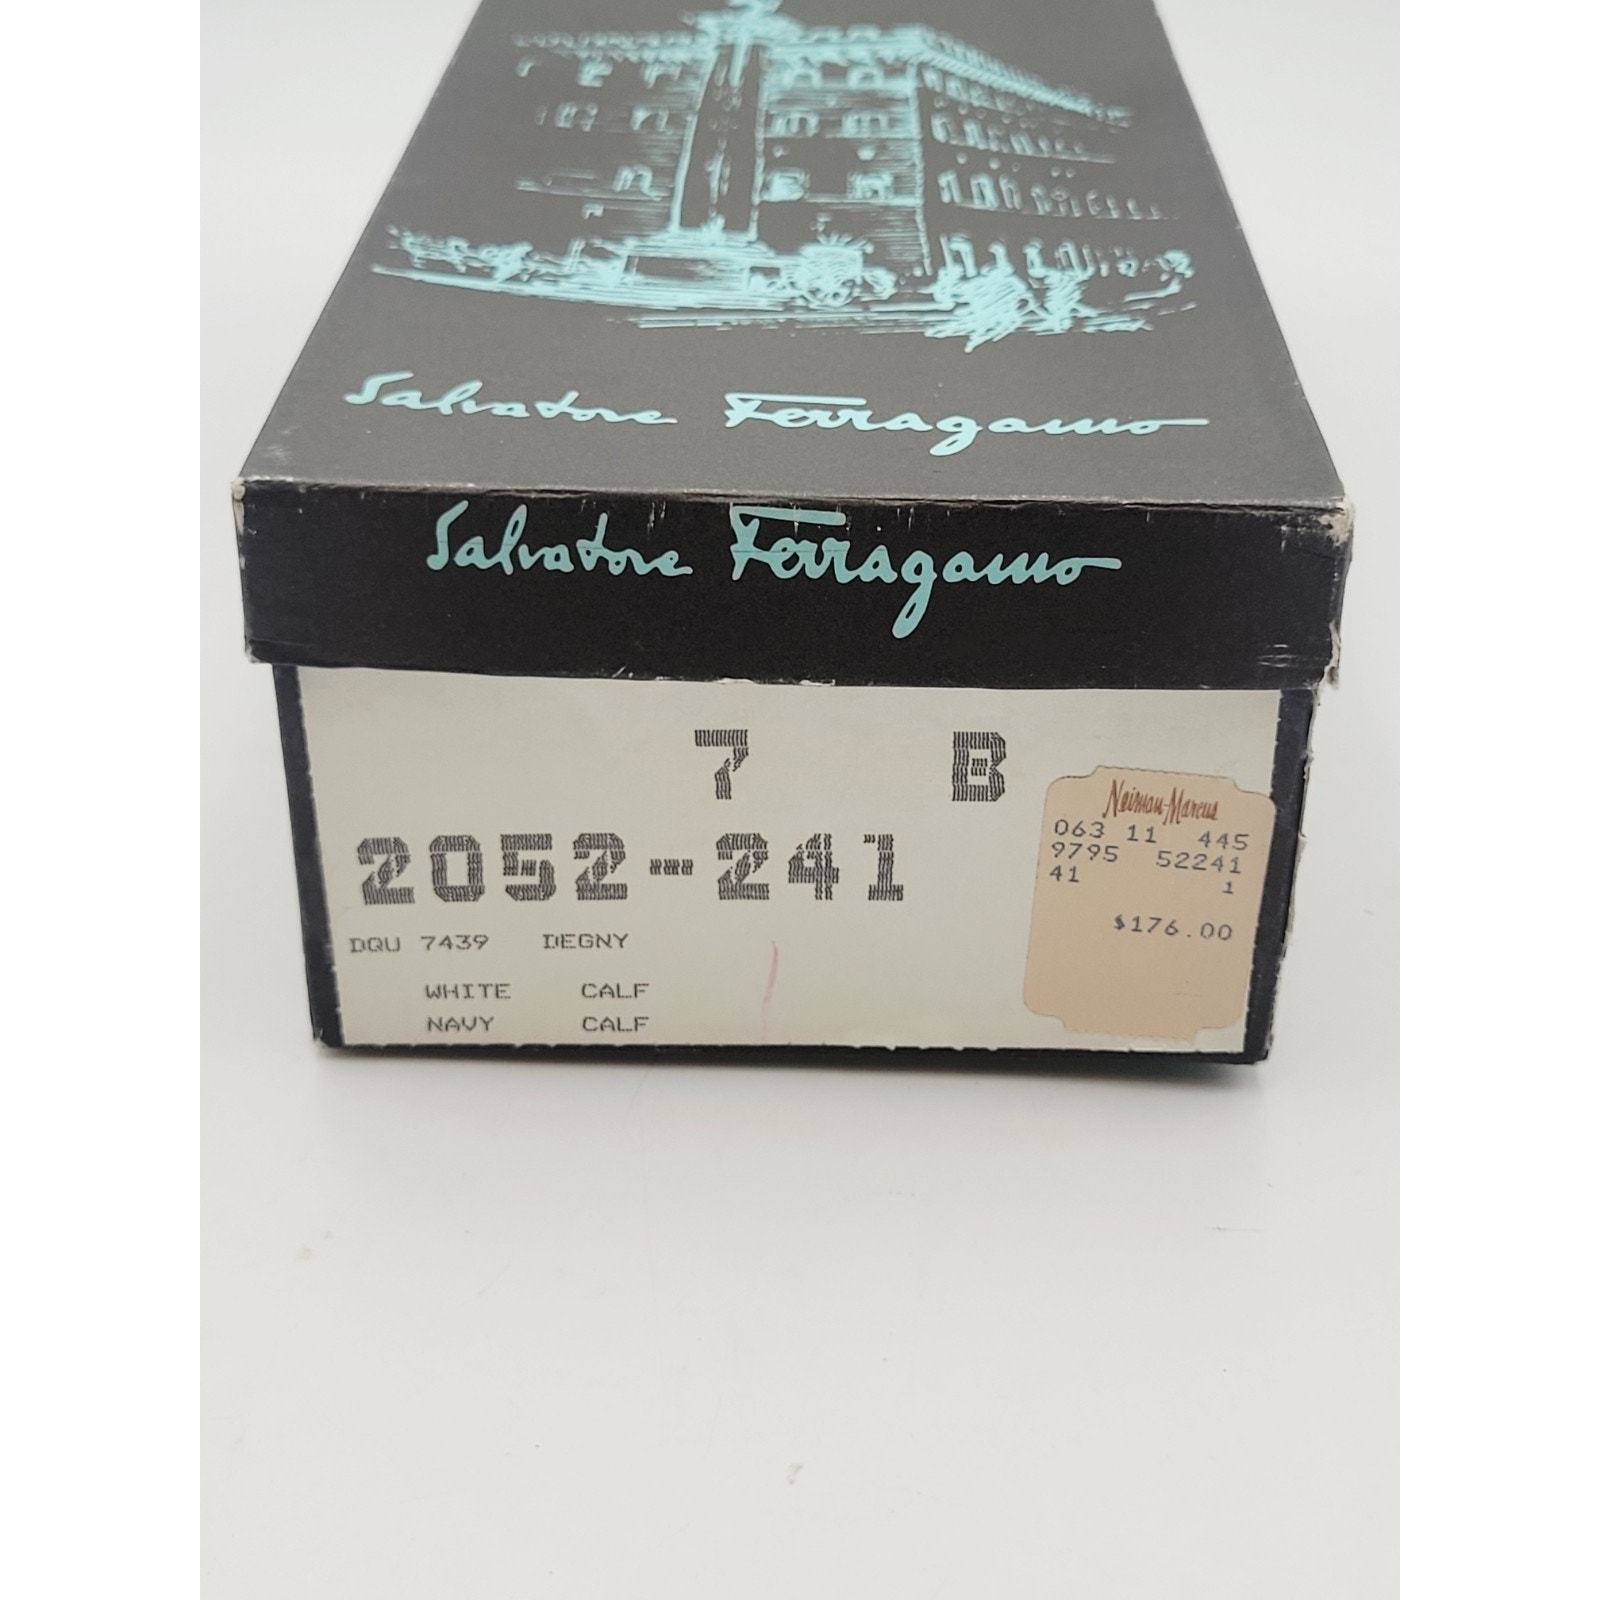 Salvatore Ferragamo
Salvatore Ferragamo
7 B
2052-241
DQU 7439 DEGNY
WHITE CALF
NAVY CALF
Neiman-Marcus
063 11 445
9795 52241
41 1
$176.00